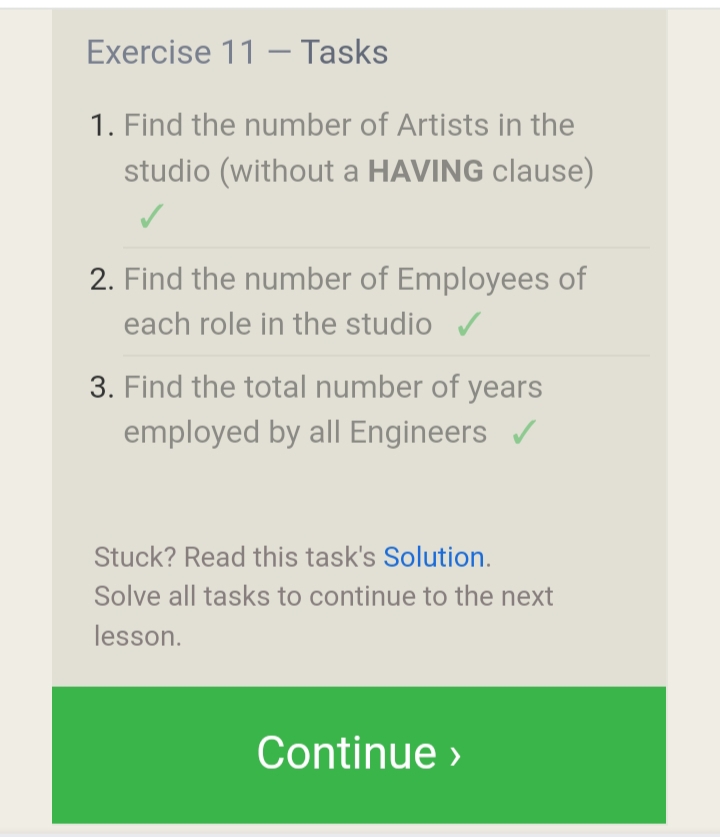 Exercise 11 — Tasks
1. Find the number of Artists in the
studio (without a HAVING clause)
✓
2. Find the number of Employees of
each role in the studio ✓
3. Find the total number of years
employed by all Engineers ✓
Stuck? Read this task's Solution.
Solve all tasks to continue to the next
lesson.
Continue ›